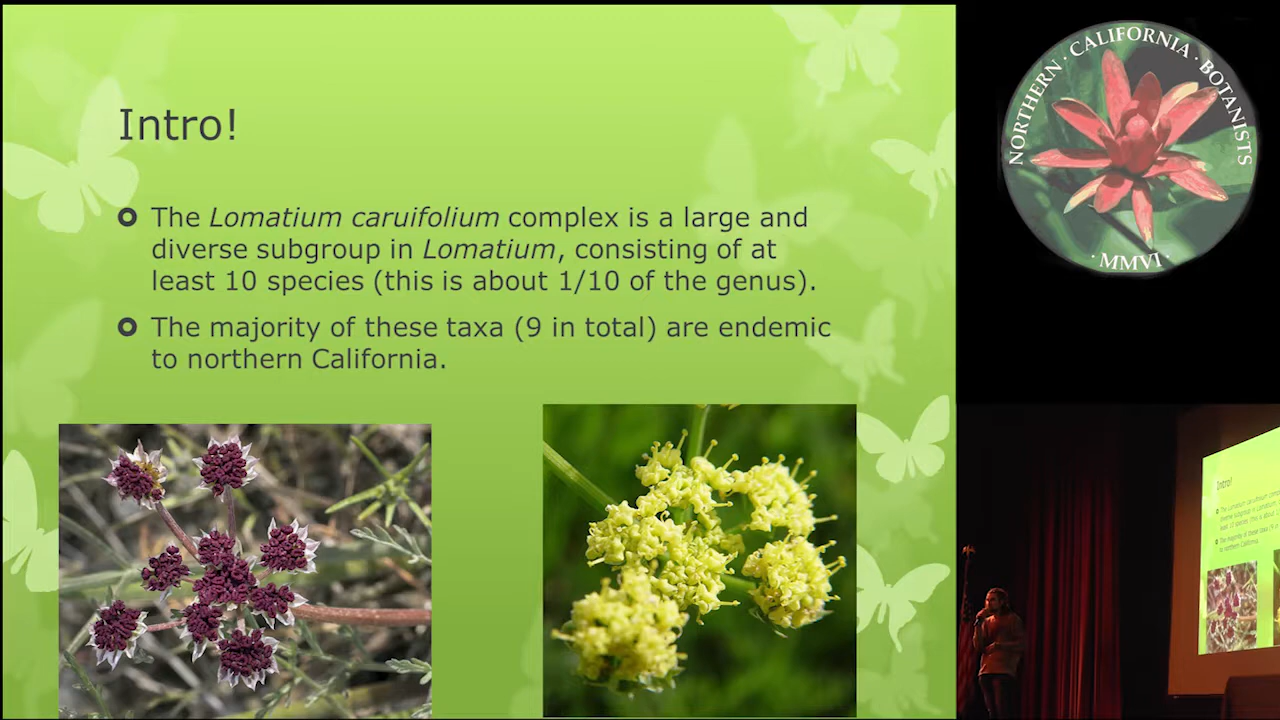 Intro!
The Lomatium caruifolium complex is a large and
diverse subgroup in Lomatium, consisting of at
least 10 species (this is about 1/10 of the genus).
The majority of these taxa (9 in total) are endemic
to northern California.
NORTHERN · CALIFORNIA · BOTANISTS
· MMVI ·
Intro!